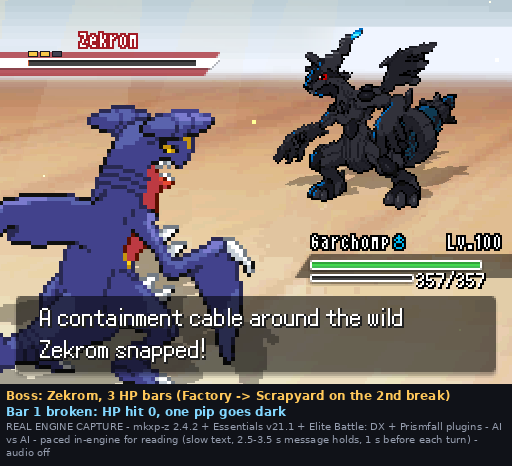 Zekrom
Garchomp Lv.100
357/357
A containment cable around the wild
Zekrom snapped!
Boss: Zekrom, 3 HP bars (Factory -> Scrapyard on the 2nd break)
Bar 1 broken: HP hit 0, one pip goes dark
REAL ENGINE CAPTURE - mkxp-z 2.4.2 + Essentials v21.1 + Elite Battle: DX + Prismfall plugins - AI
vs AI - paced in-engine for reading (slow text, 2.5-3.5 s message holds, 1 s before each turn) -
audio off